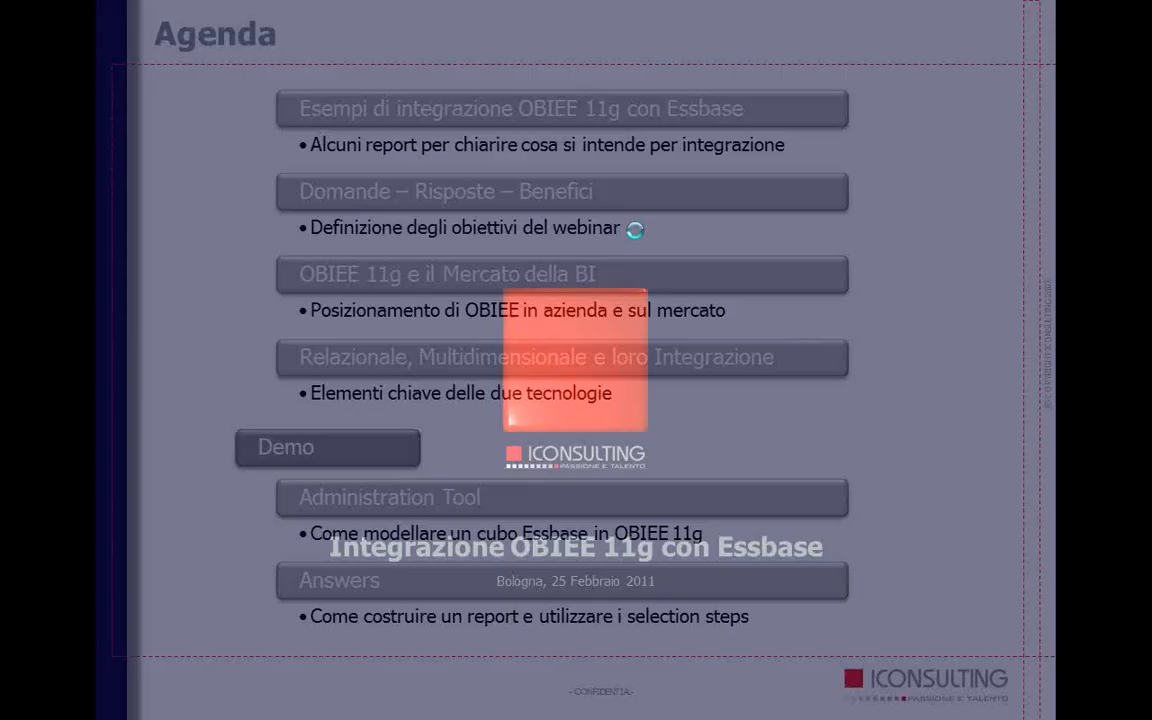 Agenda
Esempi di integrazione OBIEE 11g con Essbase
• Alcuni report per chiarire cosa si intende per integrazione
Domande – Risposte – Benefici
• Definizione degli obiettivi del webinar
OBIEE 11g e il Mercato della BI
• Posizionamento di OBIEE in azienda e sul mercato
Relazionale, Multidimensionale e loro Integrazione
• Elementi chiave delle due tecnologie
Demo
ICONSULTING
PASSIONE E TALENTO
Administration Tool
• Come modellare un cubo Essbase in OBIEE 11g
Integrazione OBIEE 11g con Essbase
Answers
Bologna, 25 Febbraio 2011
• Come costruire un report e utilizzare i selection steps
ICONSULTING
PASSIONE E TALENTO
- CONFIDENTIAL-